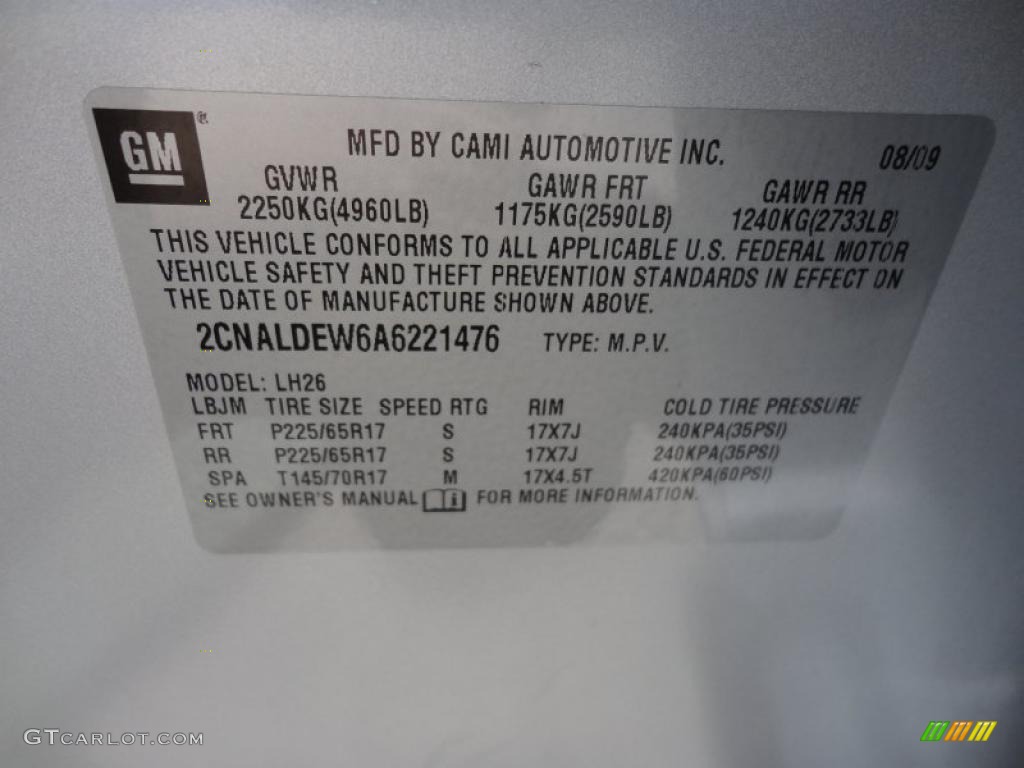 GM®
MFD BY CAMI AUTOMOTIVE INC. 08/09
GVWR GAWR FRT GAWR RR
2250KG(4960LB) 1175KG(2590LB) 1240KG(2733LB)
THIS VEHICLE CONFORMS TO ALL APPLICABLE U.S. FEDERAL MOTOR
VEHICLE SAFETY AND THEFT PREVENTION STANDARDS IN EFFECT ON
THE DATE OF MANUFACTURE SHOWN ABOVE.
2CNALDEW6A6221476 TYPE: M.P.V.
MODEL: LH26
LBJM TIRE SIZE SPEED RTG RIM COLD TIRE PRESSURE
FRT P225/65R17 S 17X7J 240KPA(35PSI)
RR P225/65R17 S 17X7J 240KPA(35PSI)
SPA T145/70R17 M 17X4.5T 420KPA(60PSI)
SEE OWNER'S MANUAL FOR MORE INFORMATION.
GTCARLOT.COM